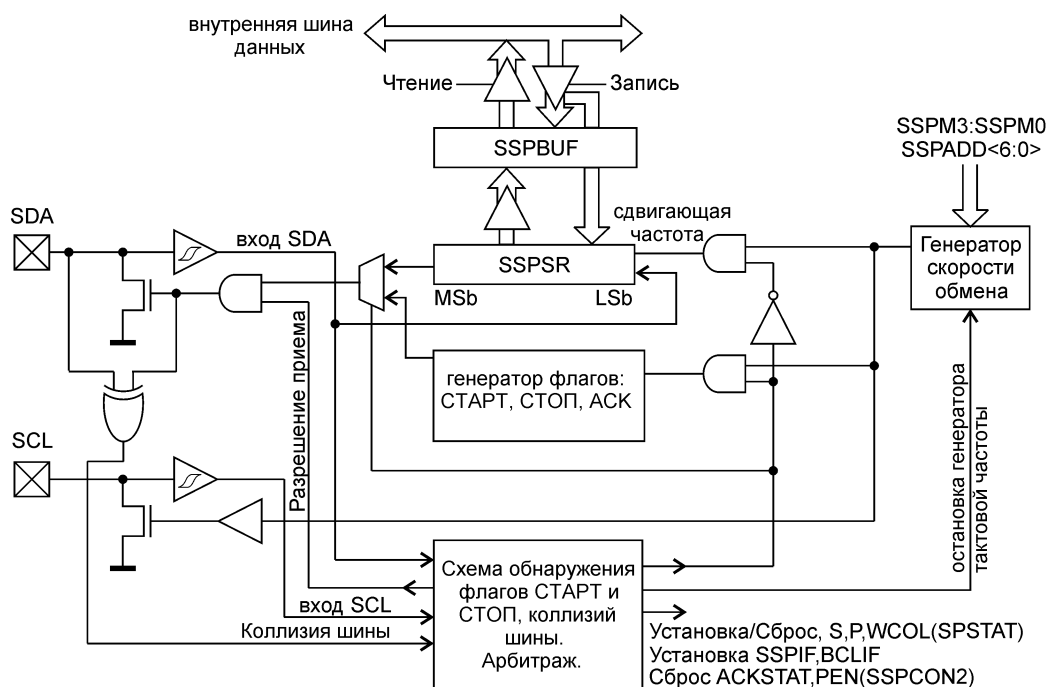 внутренняя шина
данных
Чтение
Запись
SSPBUF
SSPM3:SSPM0
SSPADD<6:0>
SDA
вход SDA
сдвигающая
частота
SSPSR
MSb
LSb
Генератор
скорости
обмена
Разрешение приема
генератор флагов:
СТАРТ, СТОП, ACK
остановка генератора
тактовой частоты
SCL
вход SCL
Коллизия шины
Схема обнаружения
флагов СТАРТ и
СТОП, коллизий
шины.
Арбитраж.
Установка/Сброс, S,P,WCOL(SPSTAT)
Установка SSPIF,BCLIF
Сброс ACKSTAT,PEN(SSPCON2)